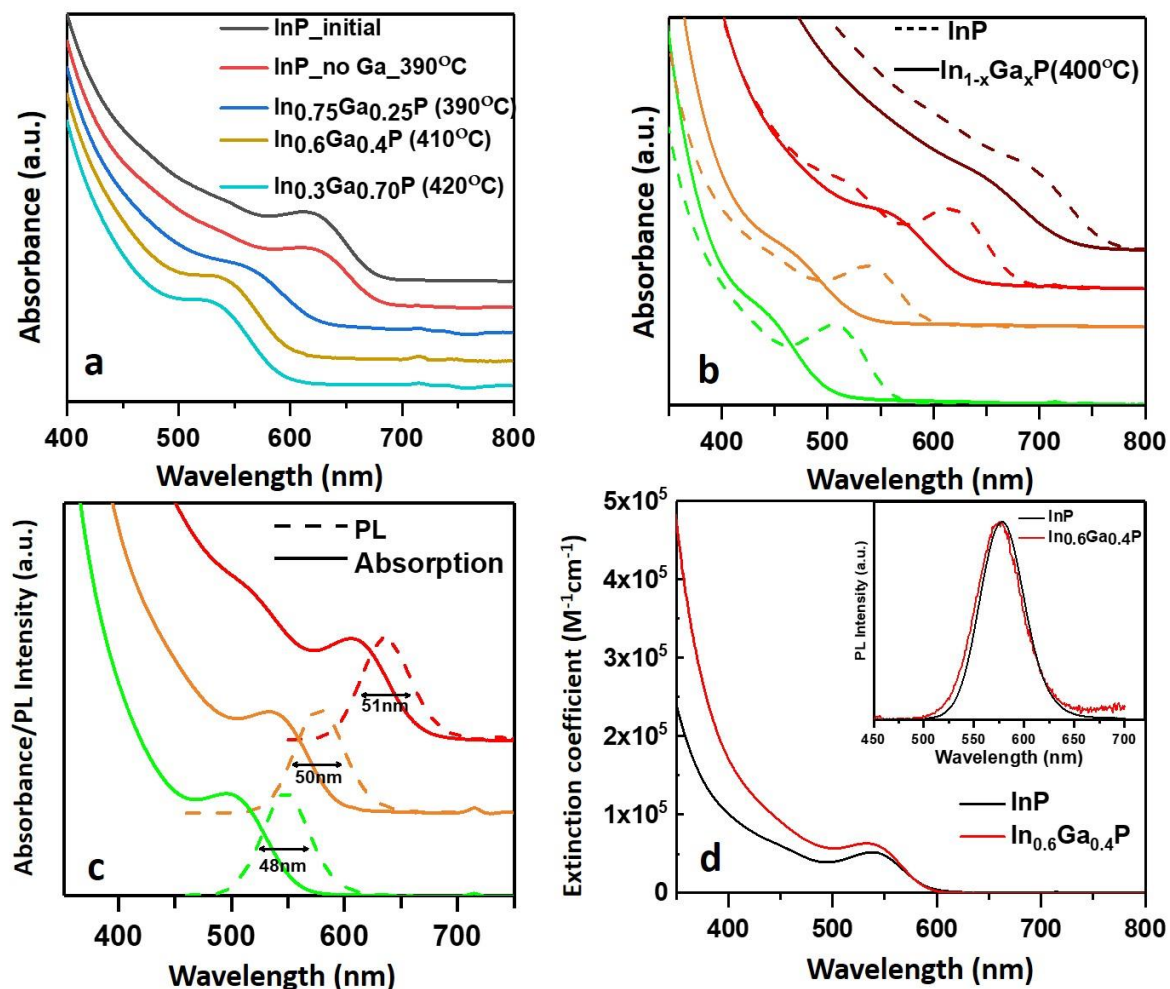 InP_initial
InP_no Ga_390°C
In0.75Ga0.25P (390°C)
In0.6Ga0.4P (410°C)
In0.3Ga0.70P (420°C)
Absorbance (a.u.)
a
400 500 600 700 800
Wavelength (nm)
InP
In1-xGaxP(400°C)
Absorbance (a.u.)
b
400 500 600 700 800
Wavelength (nm)
PL
Absorption
Absorbance/PL Intensity (a.u.)
51nm
50nm
48nm
c
400 500 600 700
Wavelength (nm)
Extinction coefficient (M-1cm-1)
5x10^5
4x10^5
3x10^5
2x10^5
1x10^5
0
InP
In0.6Ga0.4P
PL Intensity (a.u.)
450 500 550 600 650 700
Wavelength (nm)
InP
In0.6Ga0.4P
d
400 500 600 700 800
Wavelength (nm)